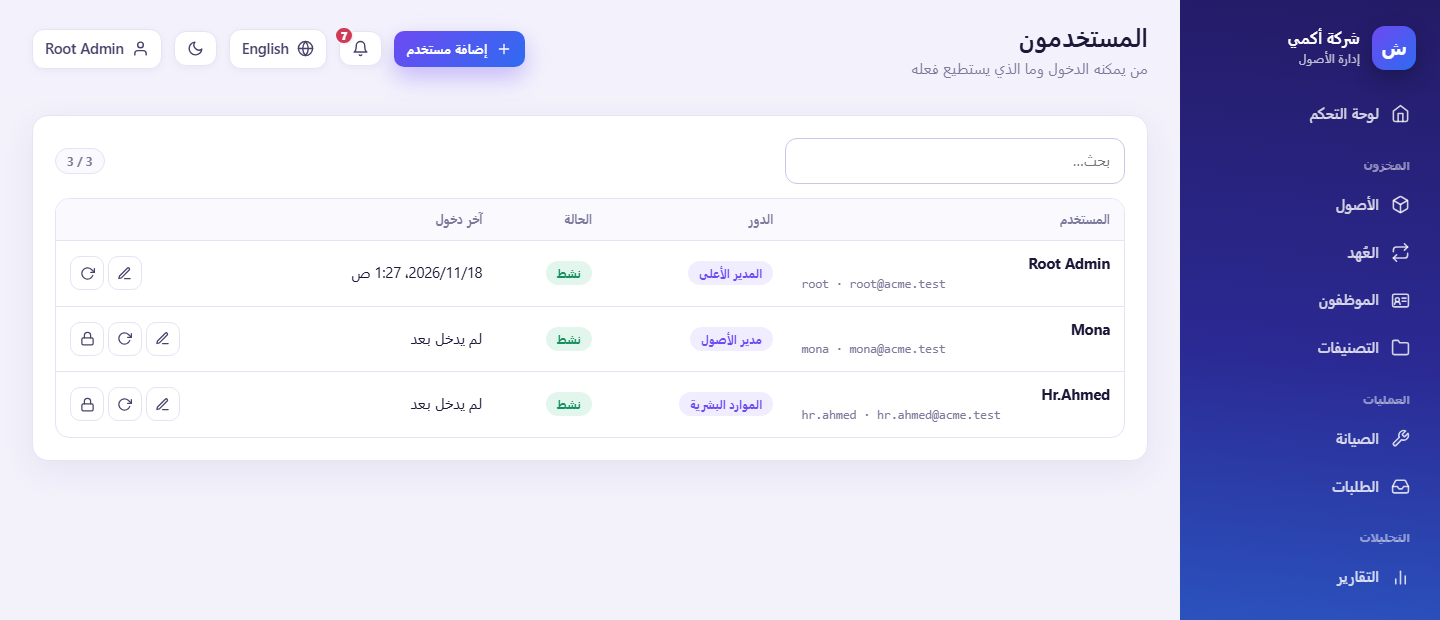 شركة أكمي
إدارة الأصول
ش
لوحة التحكم
المخزون
الأصول
العُهد
الموظفون
التصنيفات
العمليات
الصيانة
الطلبات
التحليلات
التقارير
المستخدمون
من يمكنه الدخول وما الذي يستطيع فعله
إضافة مستخدم
7
English
Root Admin
بحث...
3 / 3
المستخدم الدور الحالة آخر دخول
Root Admin المدير الأعلى نشط 2026/11/18، 1:27 ص
root · root@acme.test
Mona مدير الأصول نشط لم يدخل بعد
mona · mona@acme.test
Hr.Ahmed الموارد البشرية نشط لم يدخل بعد
hr.ahmed · hr.ahmed@acme.test